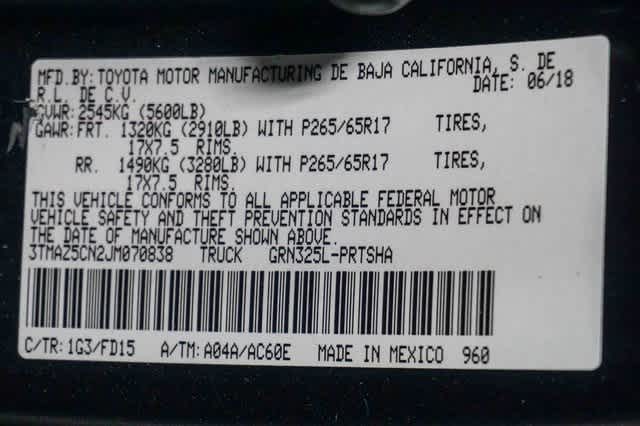 MFD.BY: TOYOTA MOTOR MANUFACTURING DE BAJA CALIFORNIA, S. DE
R.L. DE C.V. DATE: 06/18
GVWR: 2545KG (5600LB)
GAWR: FRT. 1320KG (2910LB) WITH P265/65R17 TIRES,
17X7.5 RIMS.
RR. 1490KG (3280LB) WITH P265/65R17 TIRES,
17X7.5 RIMS.
THIS VEHICLE CONFORMS TO ALL APPLICABLE FEDERAL MOTOR
VEHICLE SAFETY AND THEFT PREVENTION STANDARDS IN EFFECT ON
THE DATE OF MANUFACTURE SHOWN ABOVE.
3TMAZ5CN2JM070838 TRUCK GRN325L-PRTSHA
C/TR: 1G3/FD15 A/TM: A04A/AC60E MADE IN MEXICO 960